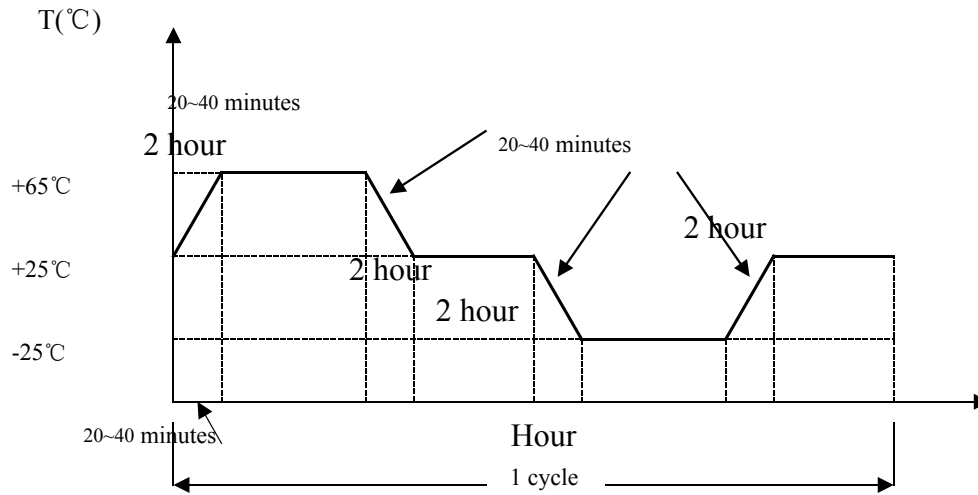 T(℃)
20~40 minutes
2 hour
20~40 minutes
+65℃
2 hour
+25℃
2 hour
2 hour
-25℃
20~40 minutes
Hour
1 cycle